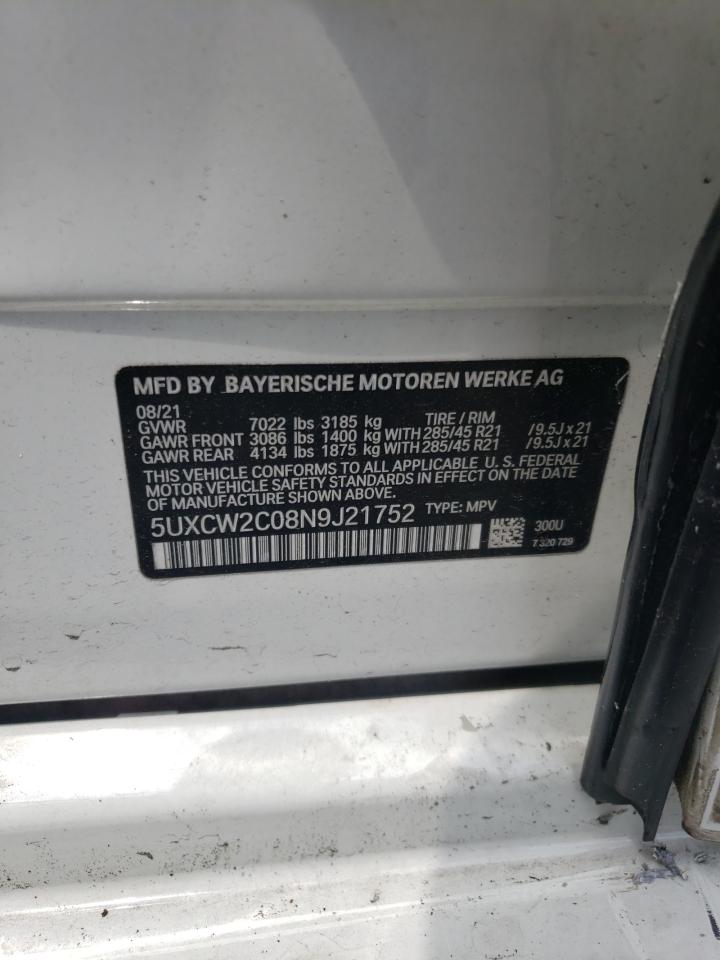 MFD BY BAYERISCHE MOTOREN WERKE AG
08/21
GVWR 7022 lbs 3185 kg TIRE / RIM
GAWR FRONT 3086 lbs 1400 kg WITH 285/45 R21 /9.5J x 21
GAWR REAR 4134 lbs 1875 kg WITH 285/45 R21 /9.5J x 21
THIS VEHICLE CONFORMS TO ALL APPLICABLE U. S. FEDERAL
MOTOR VEHICLE SAFETY STANDARDS IN EFFECT ON THE DATE
OF MANUFACTURE SHOWN ABOVE.
5UXCW2C08N9J21752 TYPE: MPV
300U
7 320 729